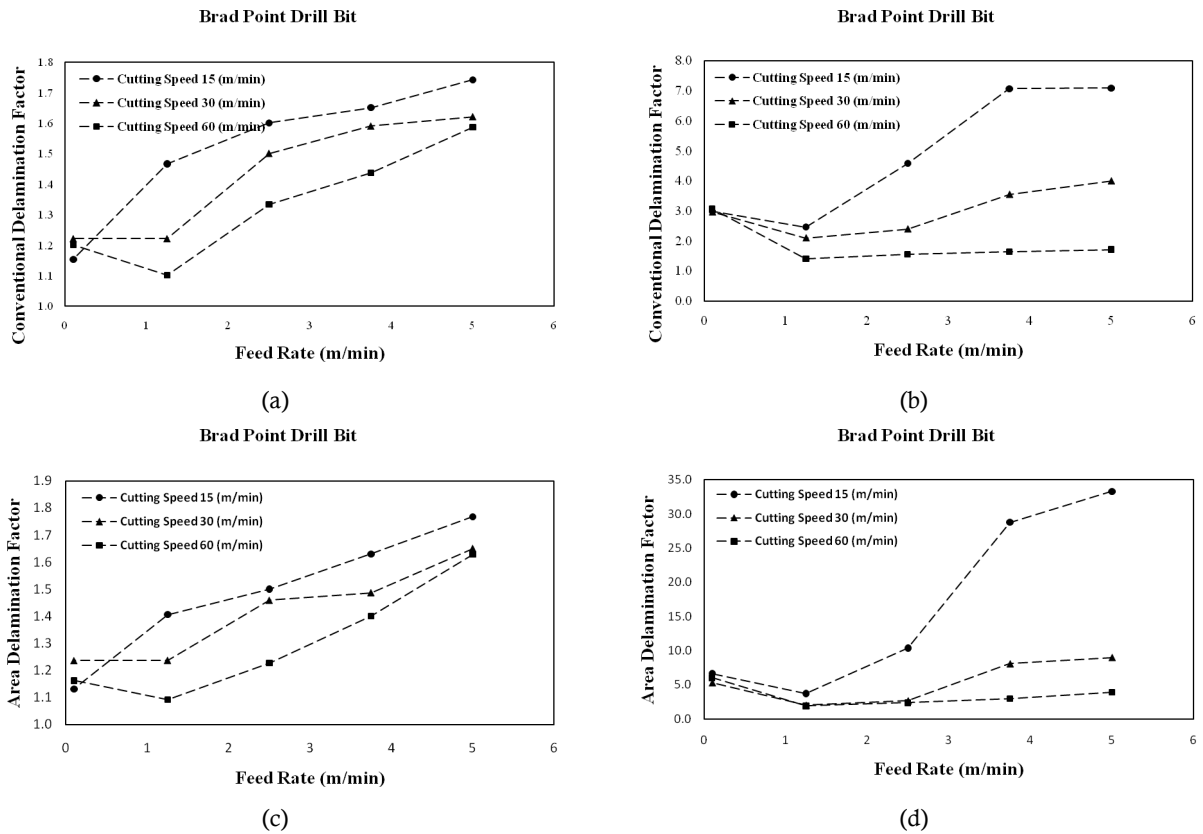 Brad Point Drill Bit
Conventional Delamination Factor
1.8
1.7
1.6
1.5
1.4
1.3
1.2
1.1
1.0
Cutting Speed 15 (m/min)
Cutting Speed 30 (m/min)
Cutting Speed 60 (m/min)
0 1 2 3 4 5 6
Feed Rate (m/min)
(a)
Brad Point Drill Bit
Conventional Delamination Factor
8.0
7.0
6.0
5.0
4.0
3.0
2.0
1.0
0.0
Cutting Speed 15 (m/min)
Cutting Speed 30 (m/min)
Cutting Speed 60 (m/min)
0 1 2 3 4 5 6
Feed Rate (m/min)
(b)
Brad Point Drill Bit
Area Delamination Factor
1.9
1.8
1.7
1.6
1.5
1.4
1.3
1.2
1.1
1.0
Cutting Speed 15 (m/min)
Cutting Speed 30 (m/min)
Cutting Speed 60 (m/min)
0 1 2 3 4 5 6
Feed Rate (m/min)
(c)
Brad Point Drill Bit
Area Delamination Factor
35.0
30.0
25.0
20.0
15.0
10.0
5.0
0.0
Cutting Speed 15 (m/min)
Cutting Speed 30 (m/min)
Cutting Speed 60 (m/min)
0 1 2 3 4 5 6
Feed Rate (m/min)
(d)